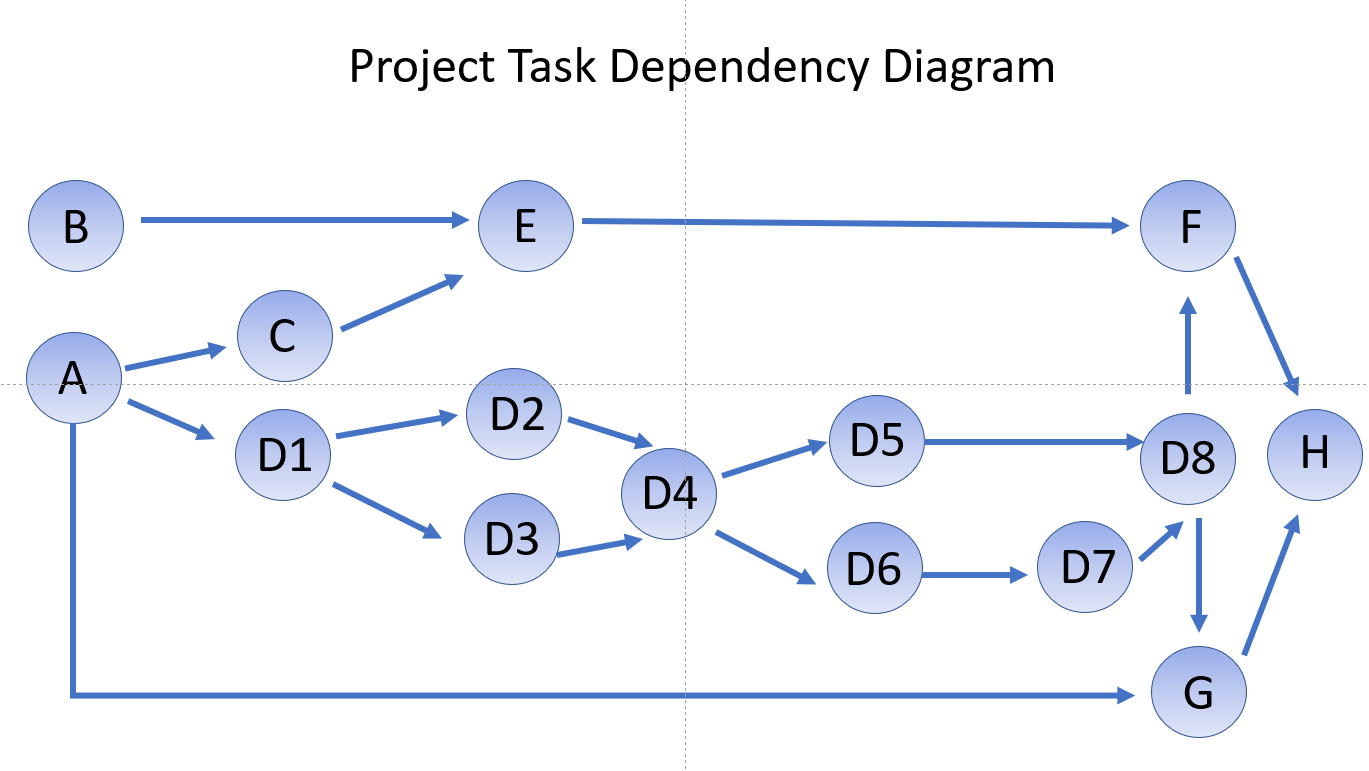 Project Task Dependency Diagram
B
E
F
C
A
D2
D1
D5
D8
H
D4
D3
D6
D7
G